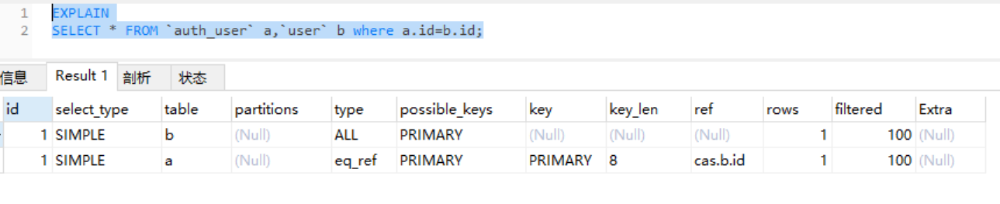 1 EXPLAIN
2 SELECT * FROM `auth_user` a,`user` b where a.id=b.id;
信息 Result 1 剖析 状态
id select_type table partitions type possible_keys key key_len ref rows filtered Extra
1 SIMPLE b (Null) ALL PRIMARY (Null) (Null) (Null) 1 100 (Null)
1 SIMPLE a (Null) eq_ref PRIMARY PRIMARY 8 cas.b.id 1 100 (Null)